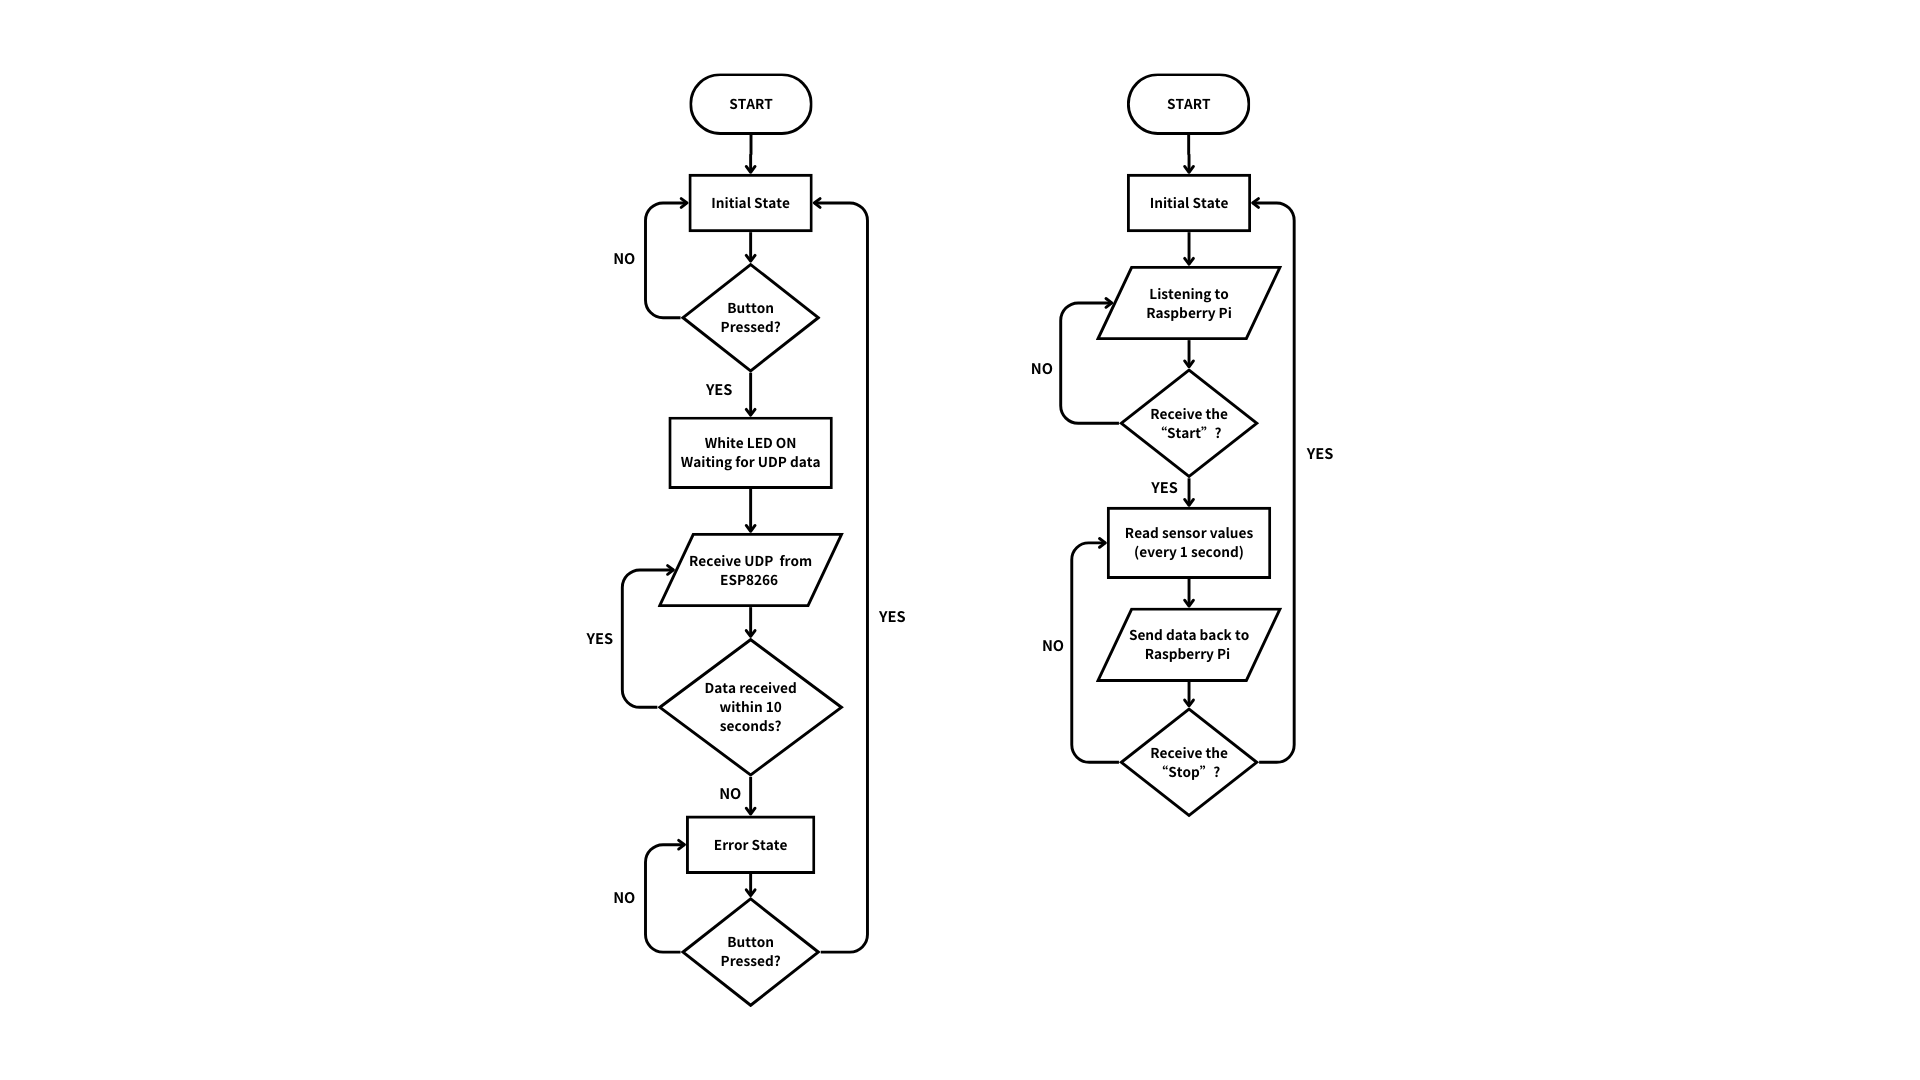 START
Initial State
NO
Button
Pressed?
YES
White LED ON
Waiting for UDP data
Receive UDP  from
ESP8266
YES
YES
Data received
within 10
seconds?
NO
Error State
NO
Button
Pressed?
START
Initial State
Listening to
Raspberry Pi
NO
Receive the
“Start” ?
YES
YES
Read sensor values
(every 1 second)
NO
Send data back to
Raspberry Pi
Receive the
“Stop” ?